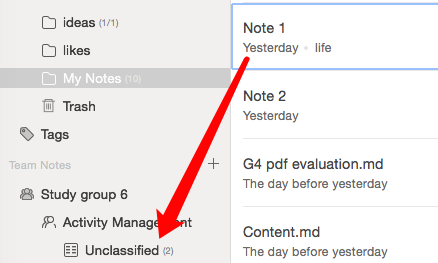 ideas (1/1)
likes
My Notes (10)
Trash
Tags
Team Notes +
Study group 6
Activity Management
Unclassified (2)
Note 1
Yesterday • life
Note 2
Yesterday
G4 pdf evaluation.md
The day before yesterday
Content.md
The day before yesterday